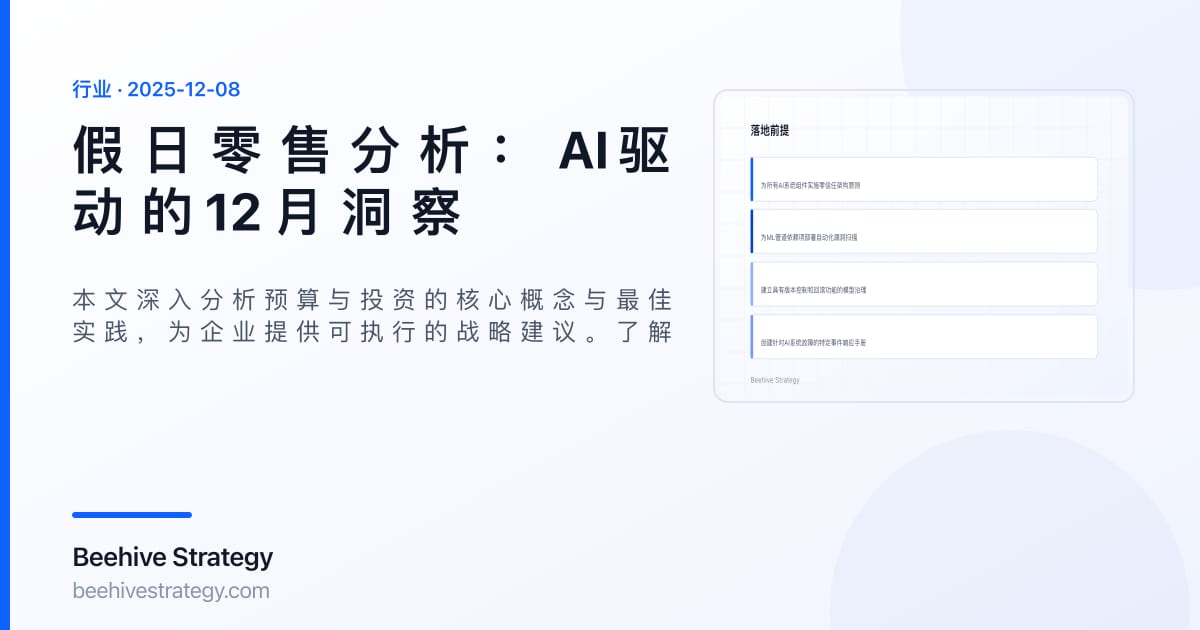 行业 · 2025-12-08
假日零售分析：AI驱
动的12月洞察
本文深入分析预算与投资的核心概念与最佳
实践，为企业提供可执行的战略建议。了解
落地前提
为所有AI系统组件实施零信任架构原则
为ML管道依赖项部署自动化漏洞扫描
建立具有版本控制和回滚功能的模型治理
创建针对AI系统故障的特定事件响应手册
Beehive Strategy
Beehive Strategy
beehivestrategy.com